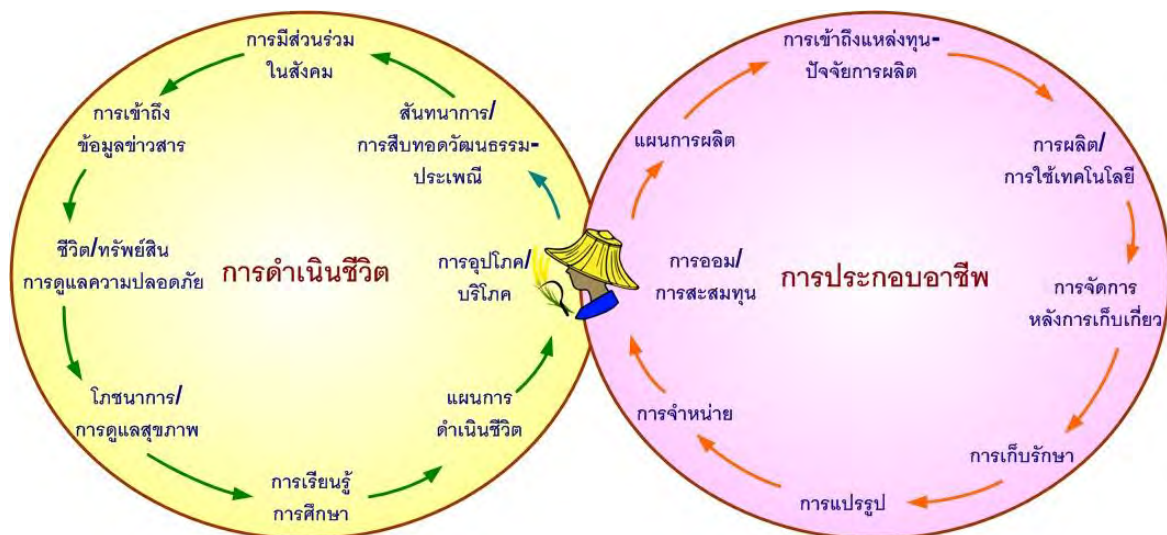 การมีส่วนร่วม
ในสังคม
การเข้าถึง
ข้อมูลข่าวสาร
สันทนาการ/
การสืบทอดวัฒนธรรม-
ประเพณี
ชีวิต/ทรัพย์สิน
การดูแลความปลอดภัย
การดำเนินชีวิต
การอุปโภค/
บริโภค
โภชนาการ/
การดูแลสุขภาพ
แผนการ
ดำเนินชีวิต
การเรียนรู้
การศึกษา
การเข้าถึงแหล่งทุน-
ปัจจัยการผลิต
แผนการผลิต
การผลิต/
การใช้เทคโนโลยี
การออม/
การสะสมทุน
การประกอบอาชีพ
การจัดการ
หลังการเก็บเกี่ยว
การจำหน่าย
การเก็บรักษา
การแปรรูป